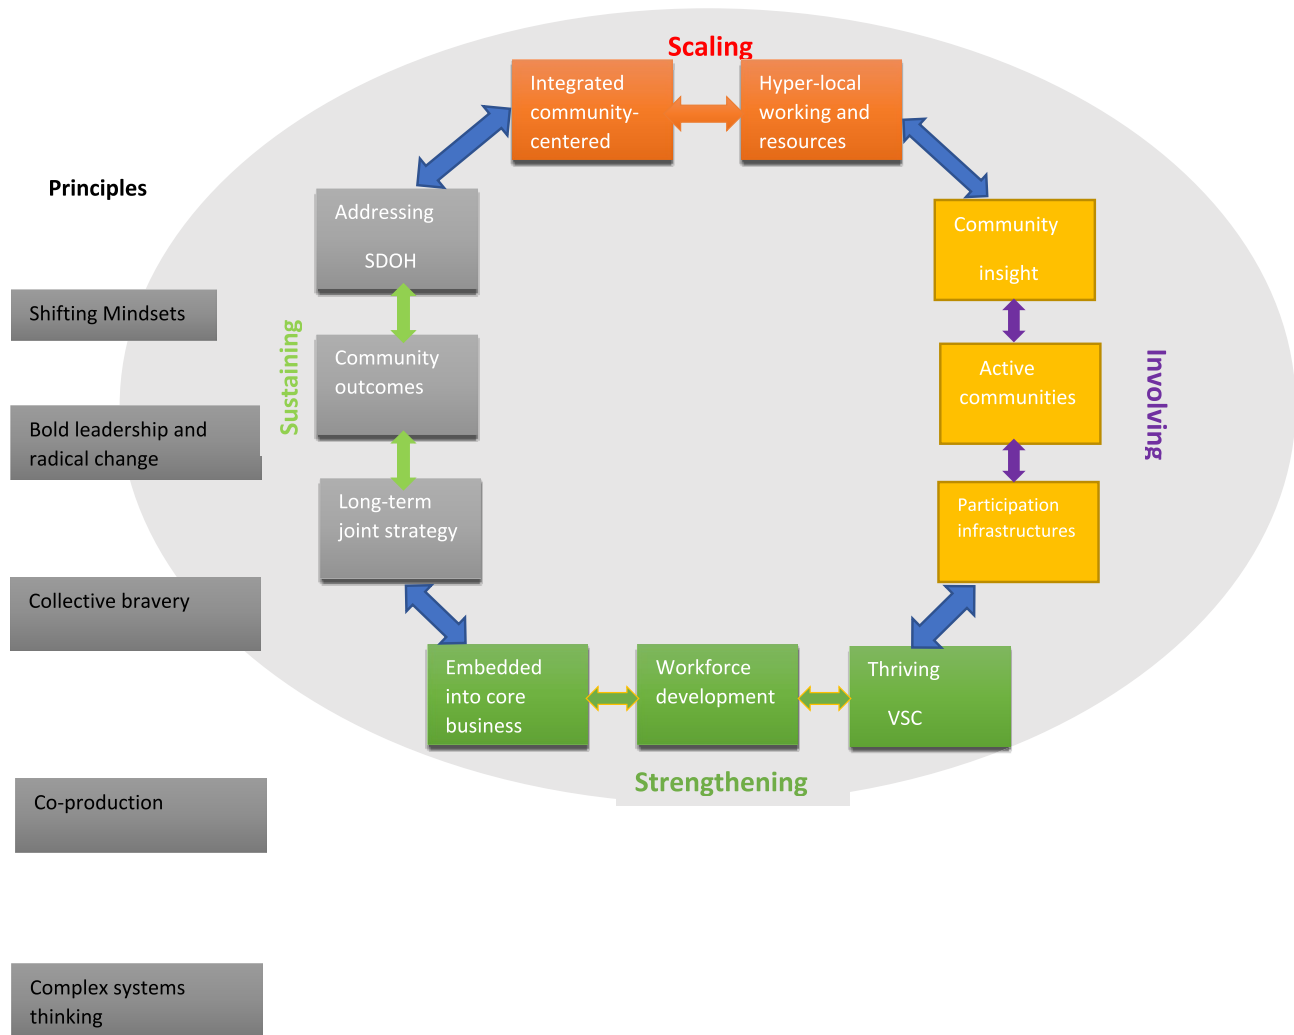 Scaling
Integrated
community-
centered
Hyper-local
working and
resources
Principles
Addressing
SDOH
Community
insight
Shifting Mindsets
Sustaining
Community
outcomes
Active
communities
Involving
Bold leadership and
radical change
Long-term
joint strategy
Participation
infrastructures
Collective bravery
Embedded
into core
business
Workforce
development
Thriving
VSC
Strengthening
Co-production
Complex systems
thinking